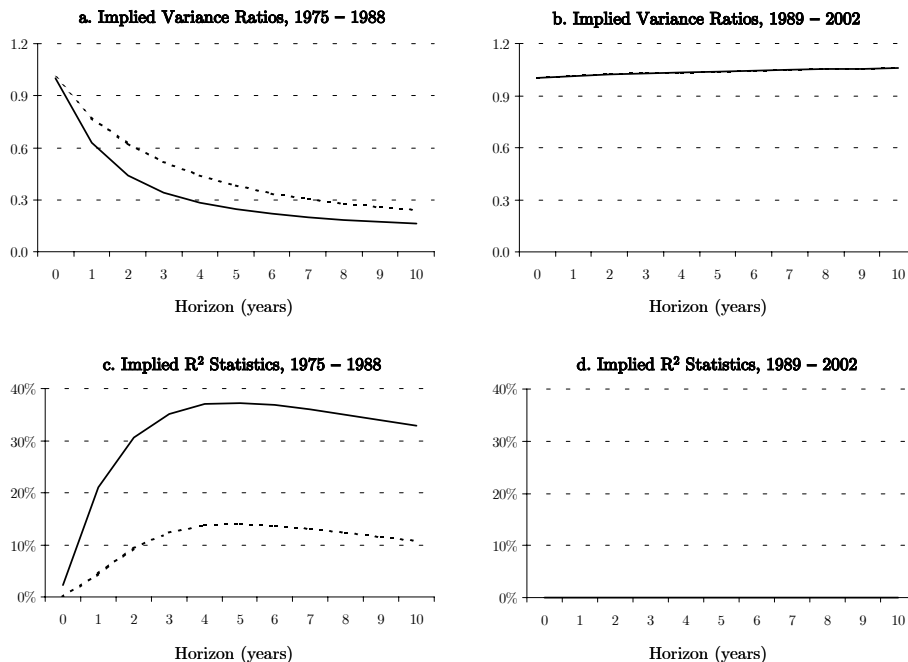 a. Implied Variance Ratios, 1975 – 1988
1.2
0.9
0.6
0.3
0.0
0 1 2 3 4 5 6 7 8 9 10
Horizon (years)
b. Implied Variance Ratios, 1989 – 2002
1.2
0.9
0.6
0.3
0.0
0 1 2 3 4 5 6 7 8 9 10
Horizon (years)
c. Implied R² Statistics, 1975 – 1988
40%
30%
20%
10%
0%
0 1 2 3 4 5 6 7 8 9 10
Horizon (years)
d. Implied R² Statistics, 1989 – 2002
40%
30%
20%
10%
0%
0 1 2 3 4 5 6 7 8 9 10
Horizon (years)